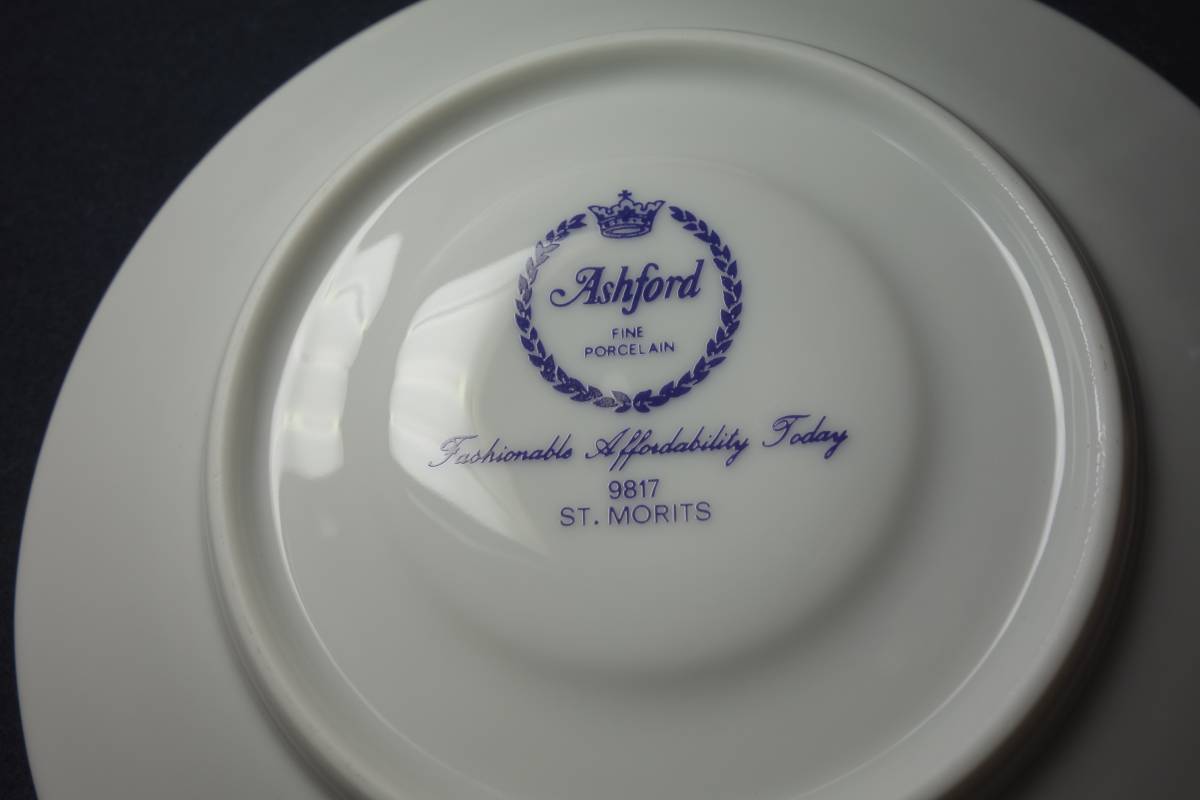 Ashford
FINE
PORCELAIN
Fashionable Affordability Today
9817
ST. MORITS